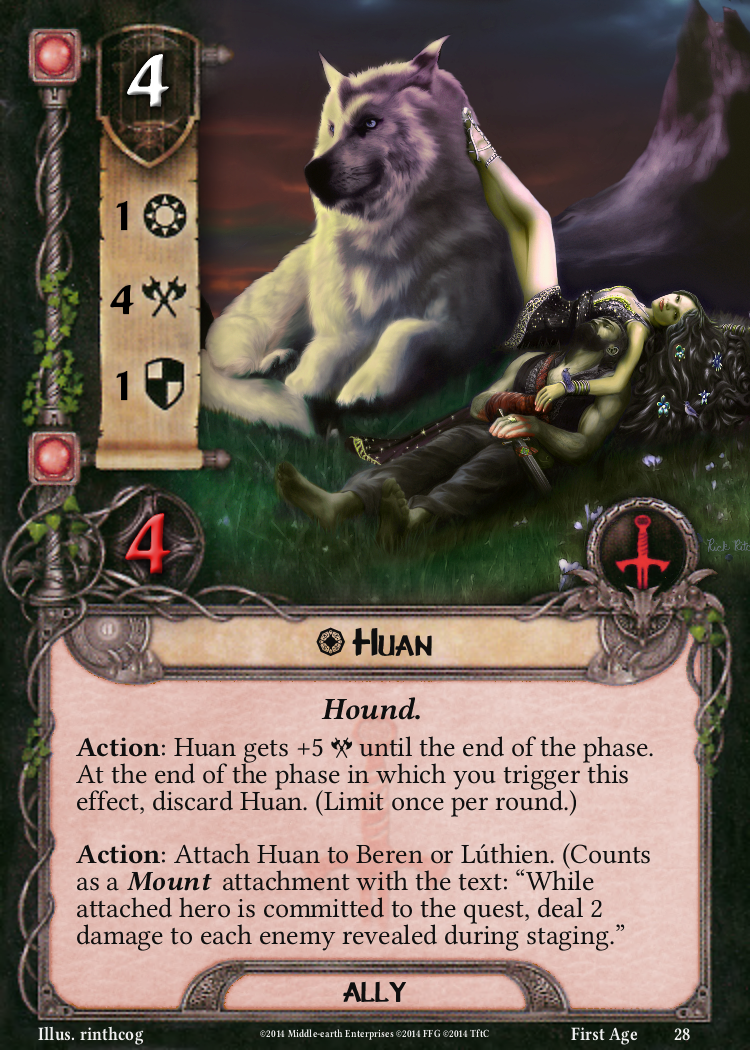 4
1
4
1
4
Huan
Hound.
Action: Huan gets +5 until the end of the phase.
At the end of the phase in which you trigger this
effect, discard Huan. (Limit once per round.)
Action: Attach Huan to Beren or Lúthien. (Counts
as a Mount attachment with the text: “While
attached hero is committed to the quest, deal 2
damage to each enemy revealed during staging.”
ALLY
Illus. rinthcog
©2014 Middle-earth Enterprises ©2014 FFG ©2014 TftC
First Age 28